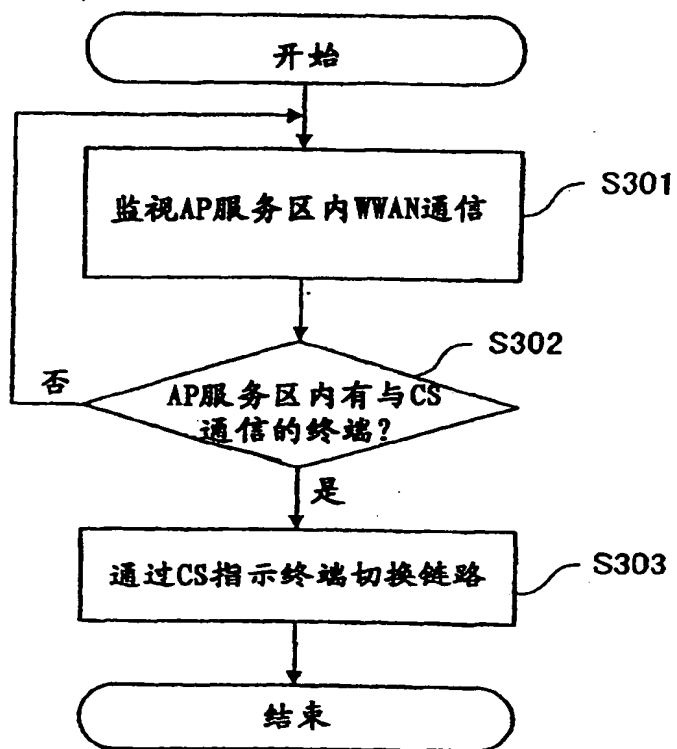 开始
监视AP服务区内WWAN通信
S301
S302
否
AP服务区内有与CS
通信的终端？
是
通过CS指示终端切换链路
S303
结束